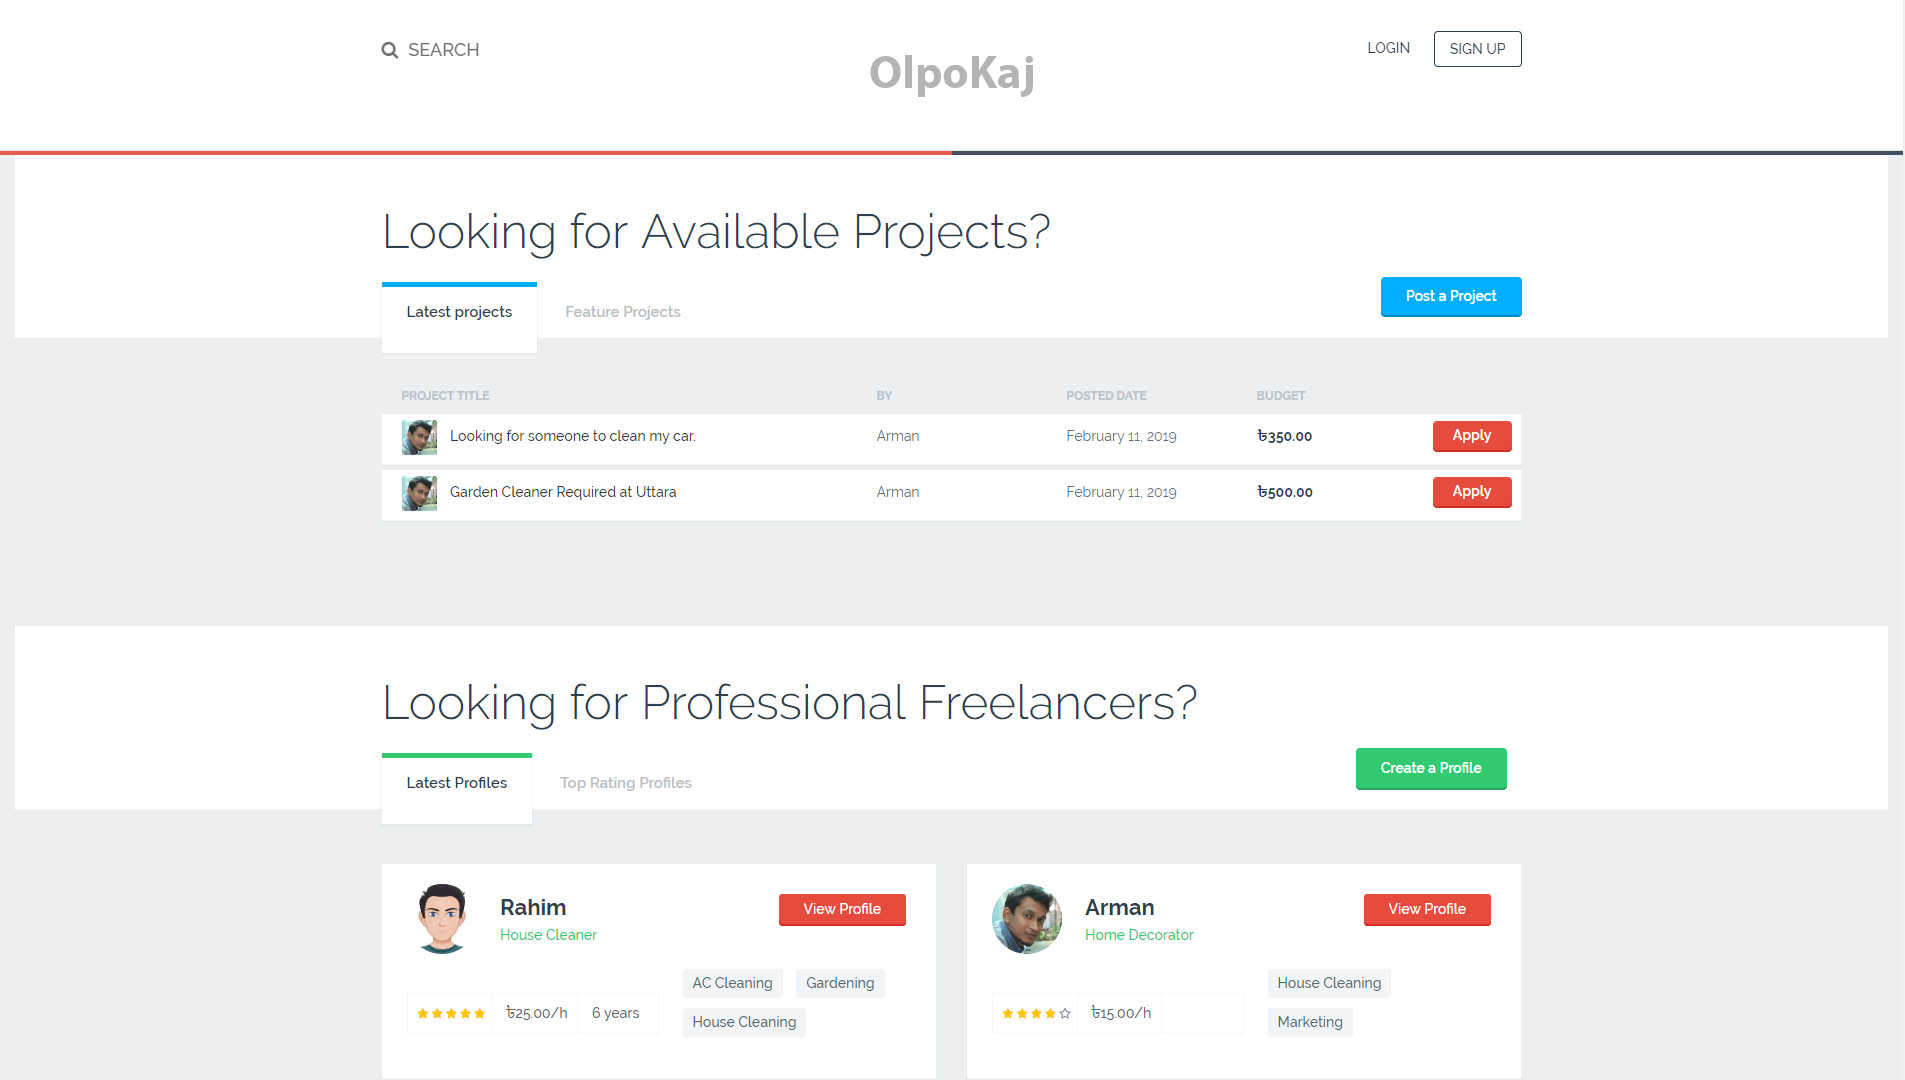 SEARCH
OlpoKaj
LOGIN
SIGN UP
Looking for Available Projects?
Latest projects
Feature Projects
Post a Project
PROJECT TITLE BY POSTED DATE BUDGET
Looking for someone to clean my car. Arman February 11, 2019 ৳350.00 Apply
Garden Cleaner Required at Uttara Arman February 11, 2019 ৳500.00 Apply
Looking for Professional Freelancers?
Latest Profiles
Top Rating Profiles
Create a Profile
Rahim
House Cleaner
View Profile
৳25.00/h 6 years
AC Cleaning Gardening
House Cleaning
Arman
Home Decorator
View Profile
৳15.00/h
House Cleaning
Marketing